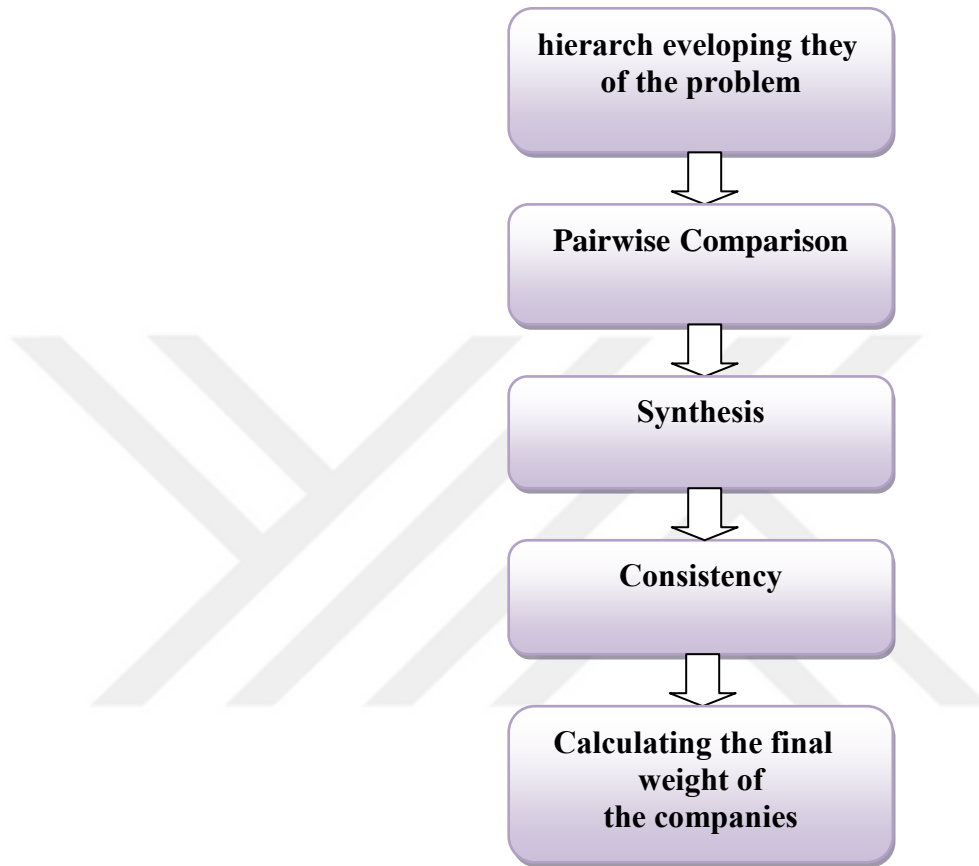 hierarch eveloping they
of the problem
Pairwise Comparison
Synthesis
Consistency
Calculating the final
weight of
the companies